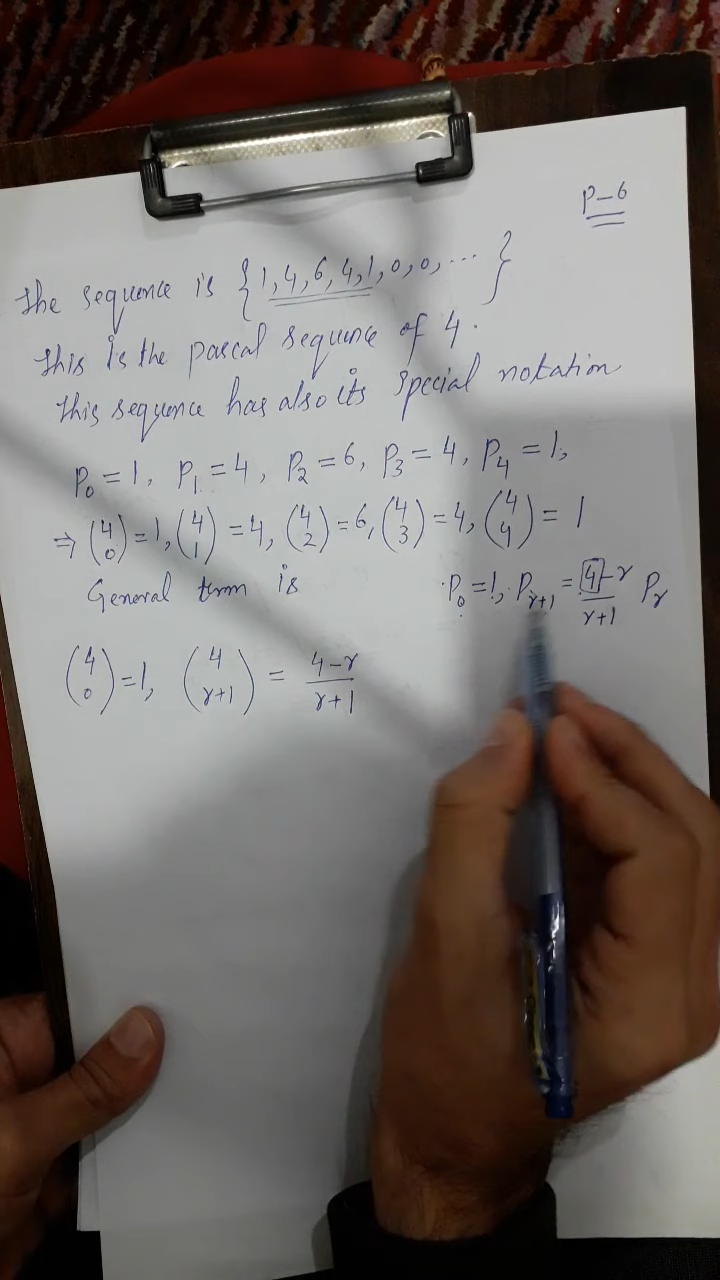 P-6
The sequence is {1,4,6,4,1,0,0,... }
This is the pascal sequence of 4.
This sequence has also its special notation
P₀ = 1, P₁ = 4, P₂ = 6, P₃ = 4, P₄ = 1,
⇒ (4 0) = 1, (4 1) = 4, (4 2) = 6, (4 3) = 4, (4 4) = 1
General term is P₀ = 1, Pᵣ₊₁ = 4-r / r+1 Pᵣ
(4 0) = 1, (4 r+1) = 4-r / r+1